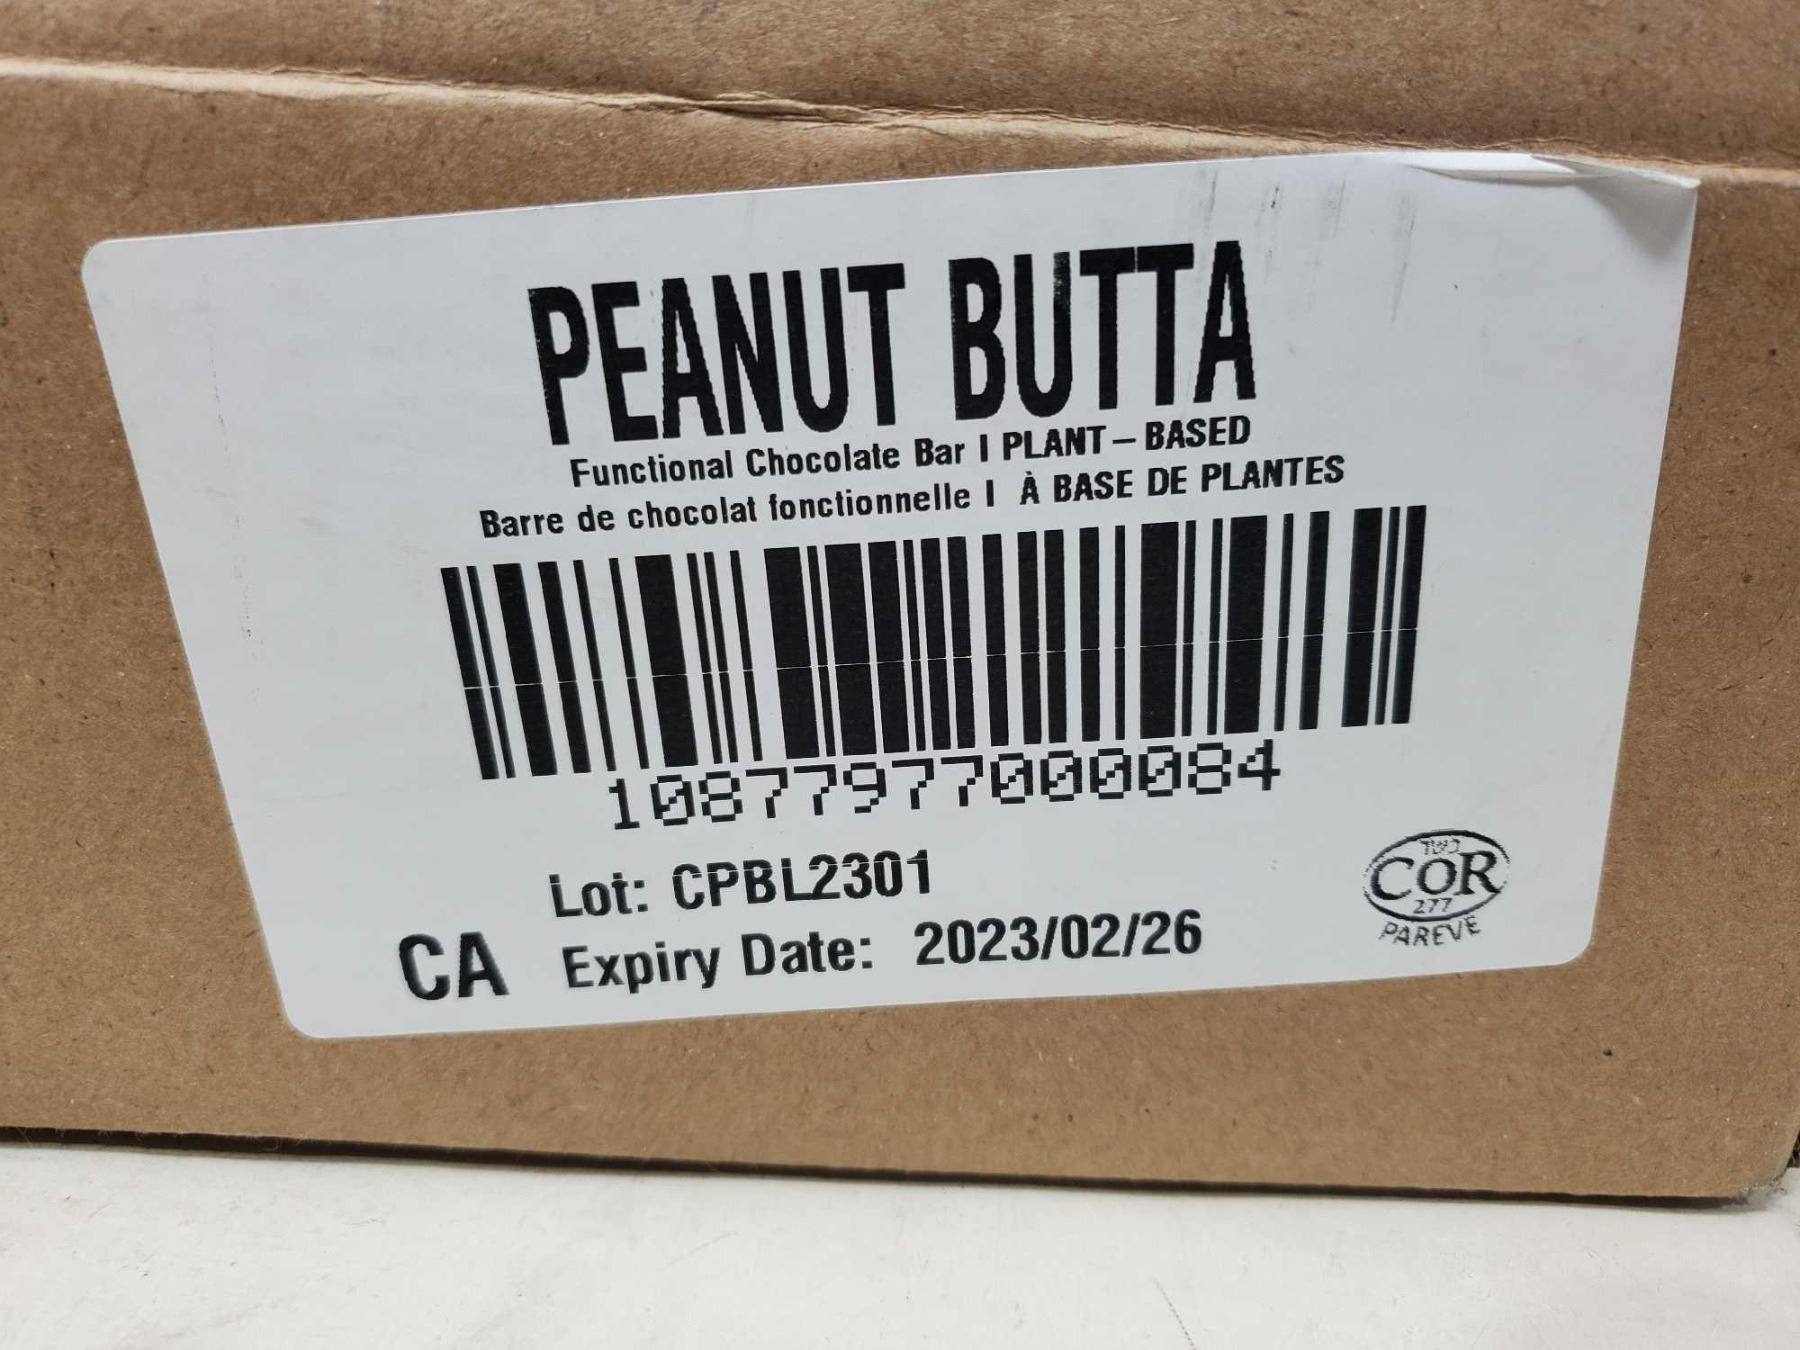 PEANUT BUTTA
Functional Chocolate Bar I PLANT – BASED
Barre de chocolat fonctionnelle I À BASE DE PLANTES
10877977000084
Lot: CPBL2301
CA Expiry Date: 2023/02/26
כשר
COR
277
PAREVE